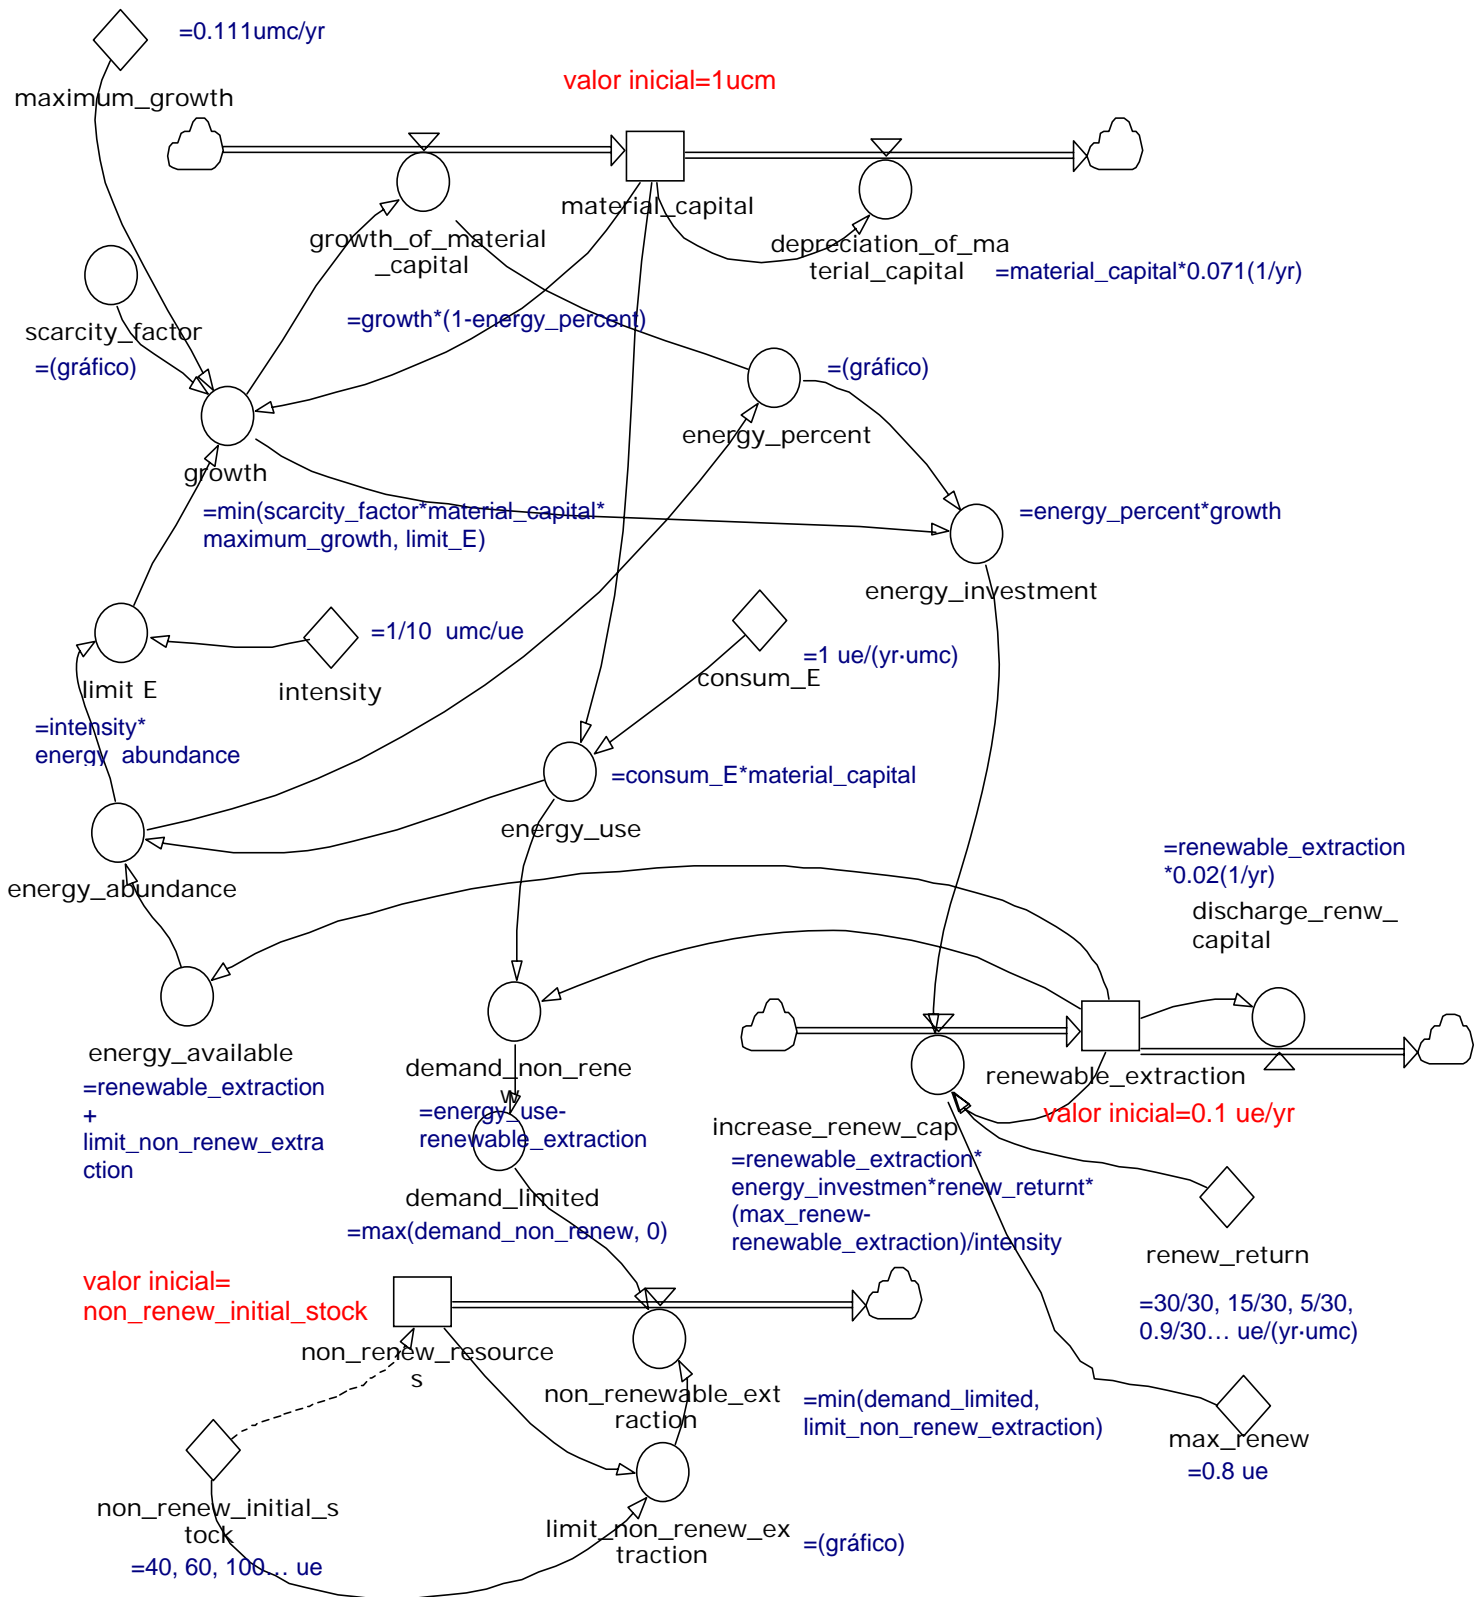 =0.111umc/yr
maximum_growth
valor inicial=1ucm
material_capital
growth_of_material
_capital
depreciation_of_ma
terial_capital
=material_capital*0.071(1/yr)
scarcity_factor
=(gráfico)
=growth*(1-energy_percent)
=(gráfico)
energy_percent
growth
=min(scarcity_factor*material_capital*
maximum_growth, limit_E)
=energy_percent*growth
energy_investment
=1/10  umc/ue
limit E
intensity
=1 ue/(yr·umc)
consum_E
=intensity*
energy_abundance
=consum_E*material_capital
energy_use
energy_abundance
=renewable_extraction
*0.02(1/yr)
discharge_renw_
capital
energy_available
=renewable_extraction
+
limit_non_renew_extra
ction
demand_non_rene
w
=energy_use-
renewable_extraction
renewable_extraction
valor inicial=0.1 ue/yr
increase_renew_cap
=renewable_extraction*
energy_investmen*renew_returnt*
(max_renew-
renewable_extraction)/intensity
demand_limited
=max(demand_non_renew, 0)
renew_return
=30/30, 15/30, 5/30,
0.9/30… ue/(yr·umc)
valor inicial=
non_renew_initial_stock
non_renew_resource
s
non_renewable_ext
raction
=min(demand_limited,
limit_non_renew_extraction)
max_renew
=0.8 ue
non_renew_initial_s
tock
=40, 60, 100… ue
limit_non_renew_ex
traction
=(gráfico)